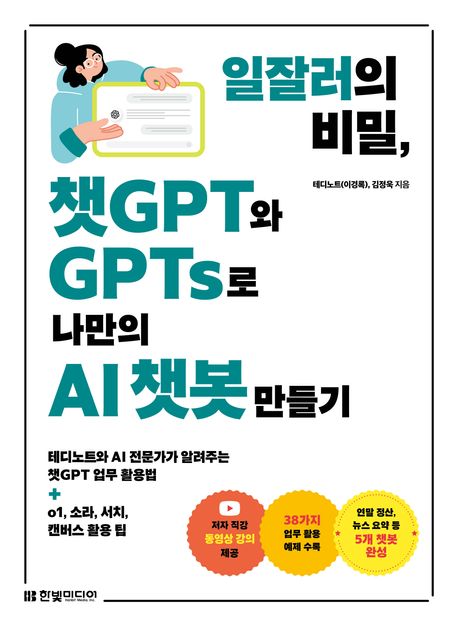 일잘러의
비밀,
테디노트(이경록), 김정욱 지음
챗GPT와
GPTs로
나만의
AI 챗봇 만들기
테디노트와 AI 전문가가 알려주는
챗GPT 업무 활용법
+
o1, 소라, 서치,
캔버스 활용 팁
저자 직강
동영상 강의
제공
38가지
업무 활용
예제 수록
연말 정산,
뉴스 요약 등
5개 챗봇
완성
한빛미디어
Hanbit Media, Inc.